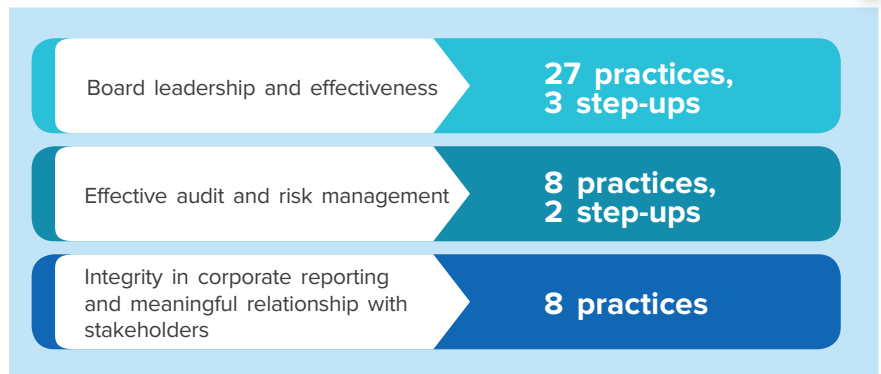 Board leadership and effectiveness
27 practices,
3 step-ups
Effective audit and risk management
8 practices,
2 step-ups
Integrity in corporate reporting
and meaningful relationship with
stakeholders
8 practices